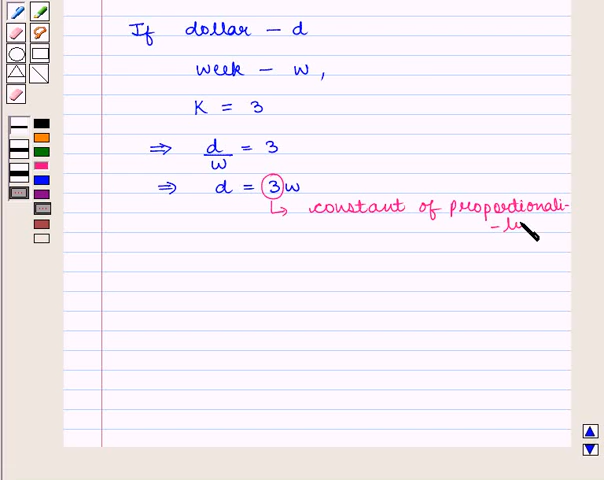 If dollar - d
week - w,
K = 3
⇒ d/w = 3
⇒ d = 3w
↳ constant of proportionali-